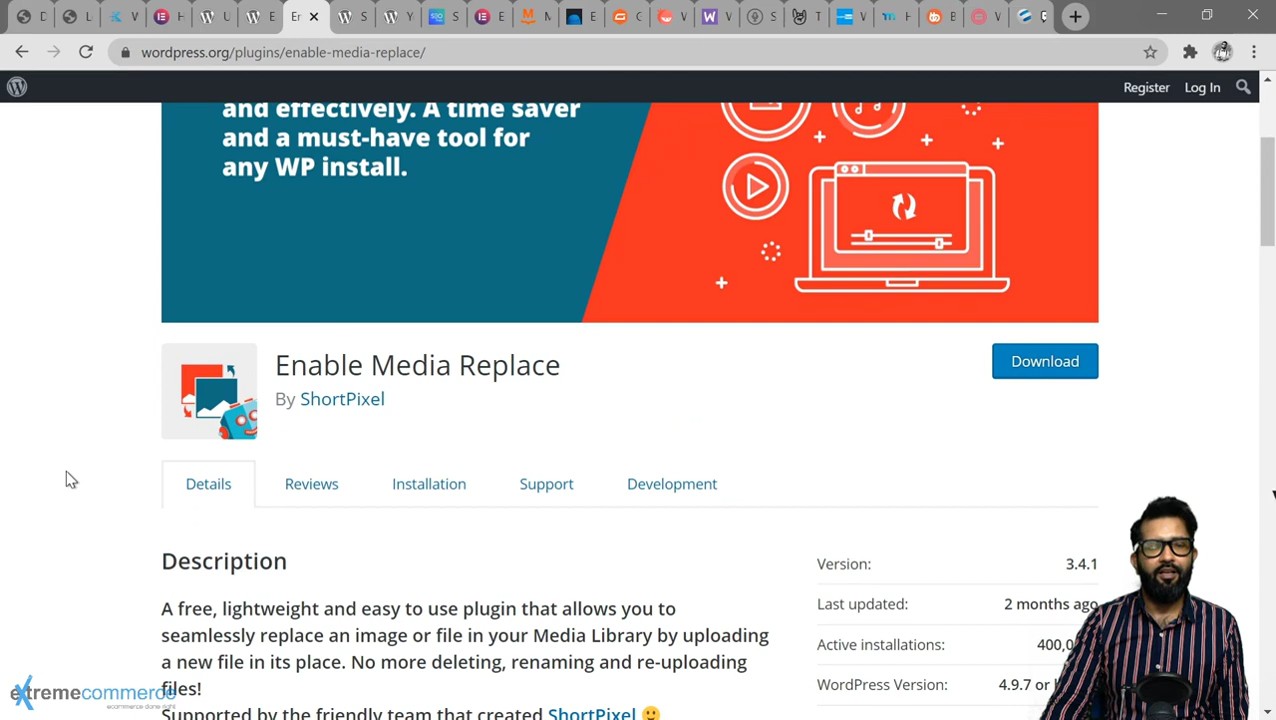 wordpress.org/plugins/enable-media-replace/
Register Log In
and effectively. A time saver
and a must-have tool for
any WP install.
Enable Media Replace
By ShortPixel
Download
Details Reviews Installation Support Development
Description
Version: 3.4.1
A free, lightweight and easy to use plugin that allows you to
seamlessly replace an image or file in your Media Library by uploading
a new file in its place. No more deleting, renaming and re-uploading
files!
Supported by the friendly team that created ShortPixel
Last updated: 2 months ago
Active installations: 400,0
WordPress Version: 4.9.7 or
extremecommerce
ecommerce done right